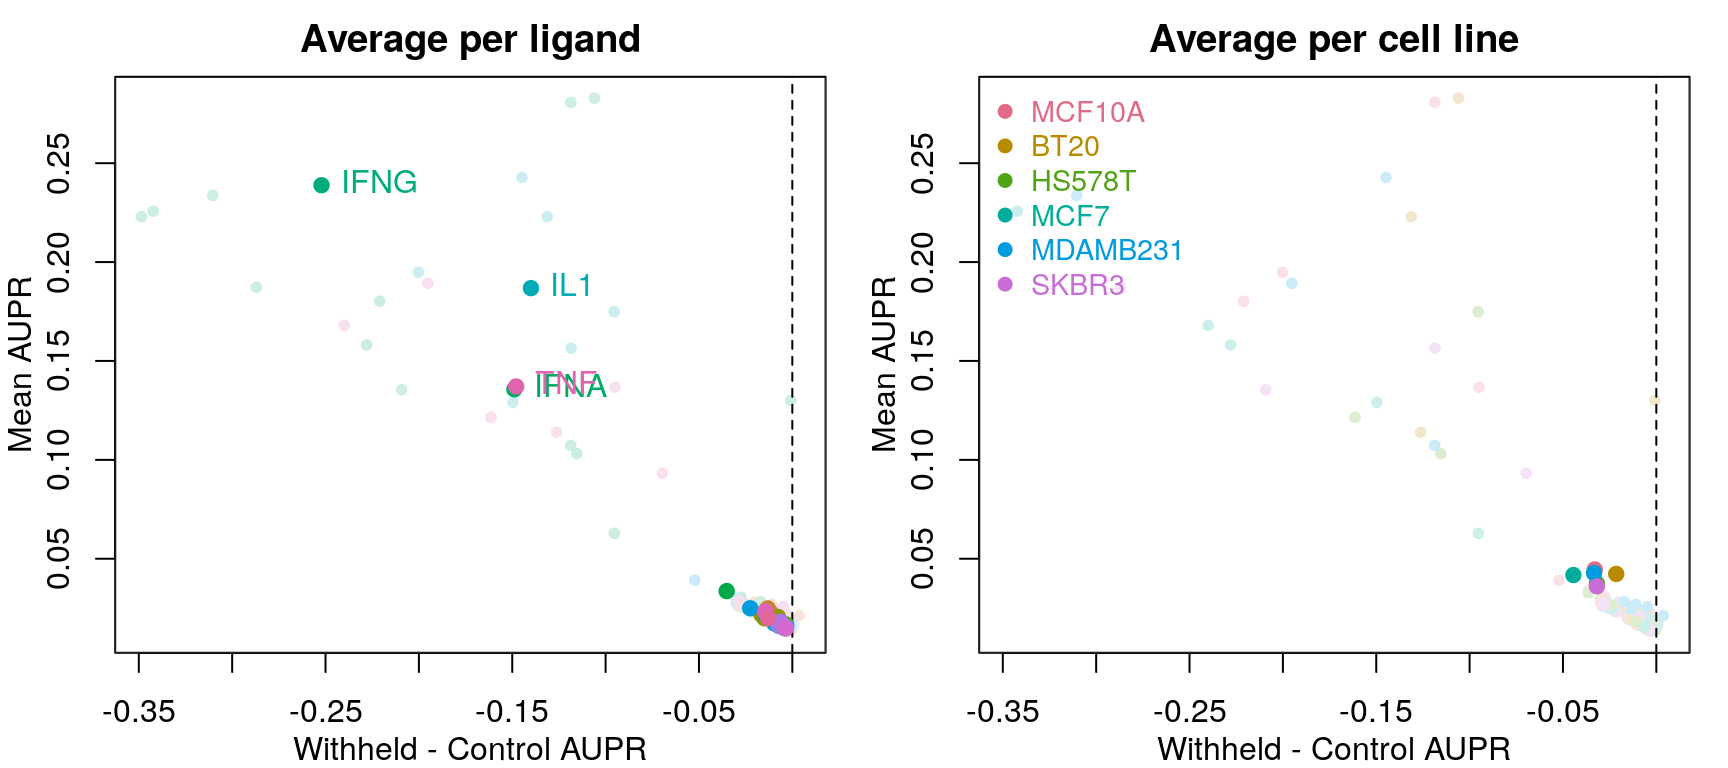 Average per ligand
0.25
0.20
0.15
0.10
0.05
Mean AUPR
IFNG
IL1
TNF
IFNA
-0.35
-0.25
-0.15
-0.05
Withheld - Control AUPR
Average per cell line
0.25
0.20
0.15
0.10
0.05
Mean AUPR
MCF10A
BT20
HS578T
MCF7
MDAMB231
SKBR3
-0.35
-0.25
-0.15
-0.05
Withheld - Control AUPR